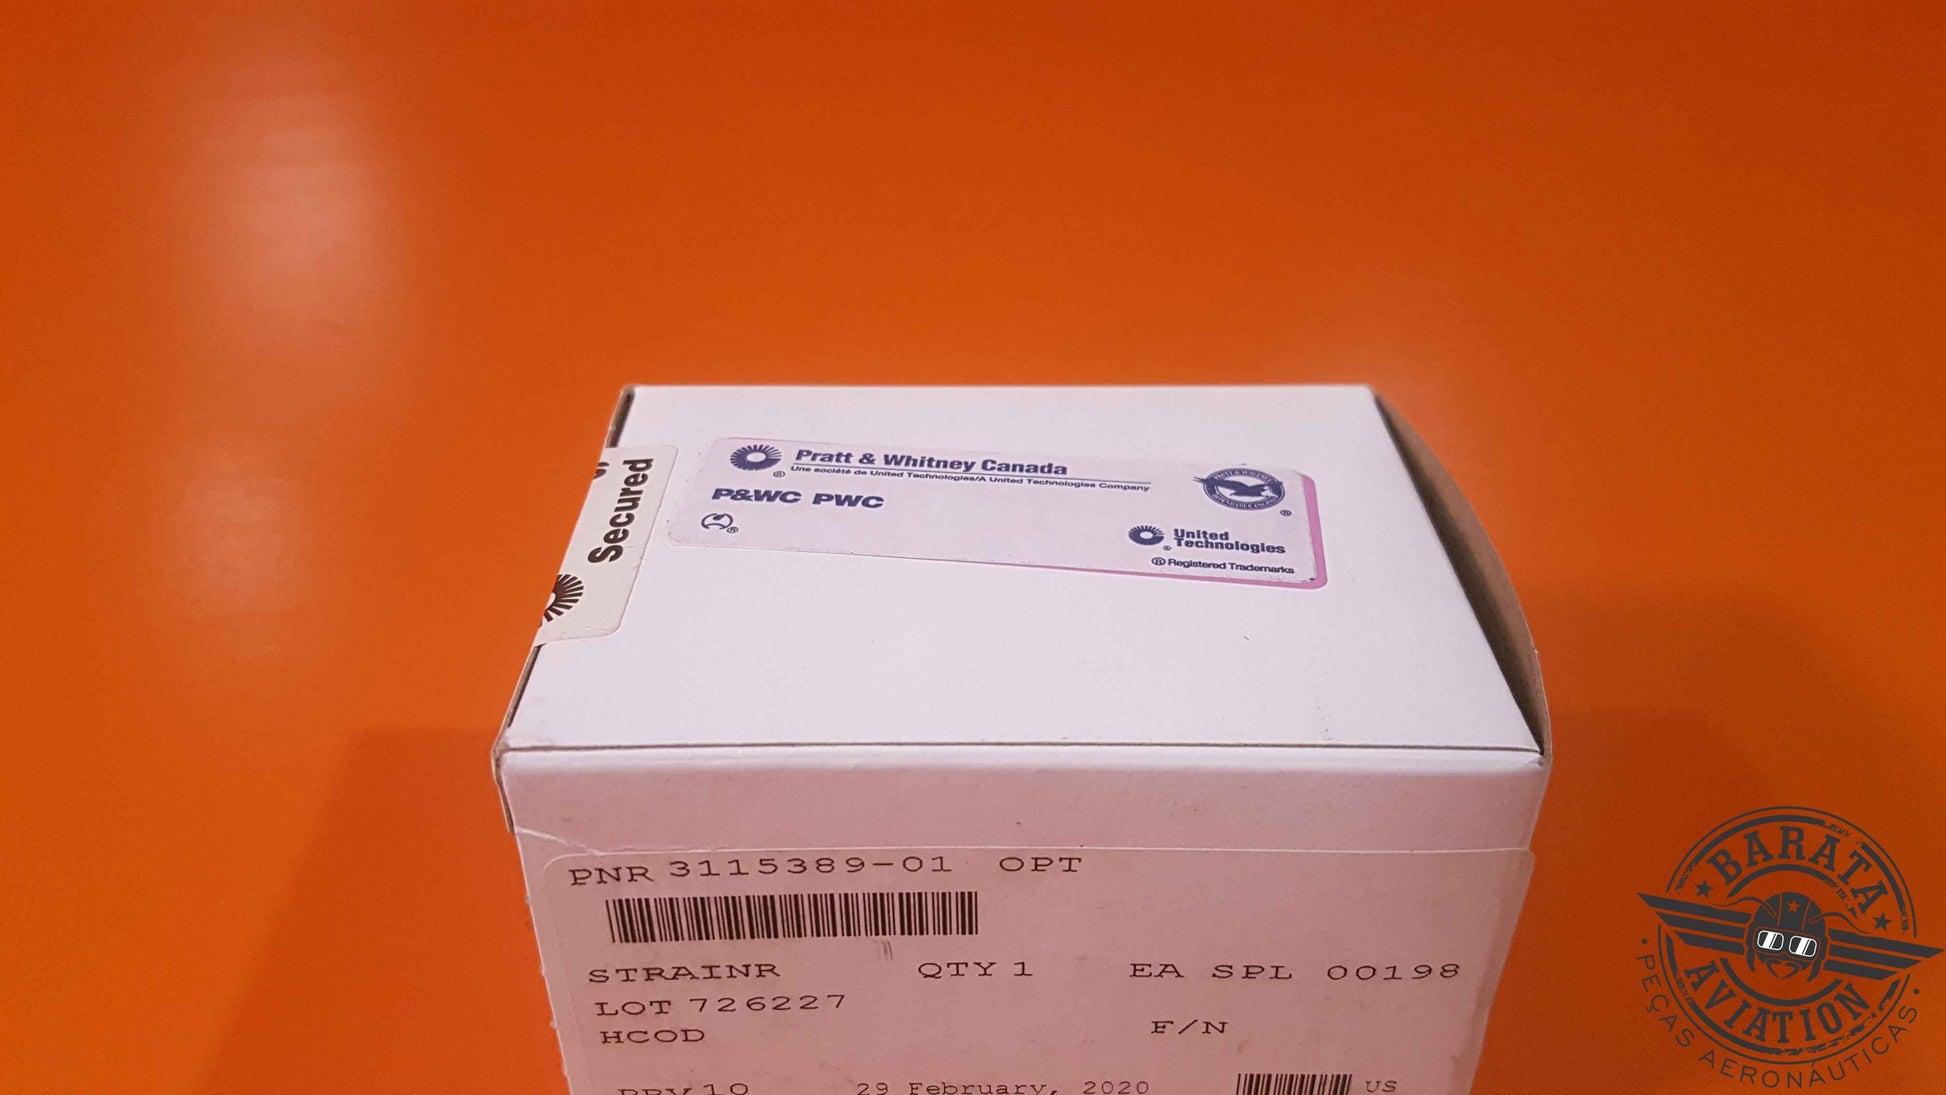 Secured
Pratt & Whitney Canada
Une société de United Technologies/A United Technologies Company
P&WC PWC
United
Technologies
® Registered Trademarks
PNR 3115389-01 OPT
STRAINR QTY 1 EA SPL 00198
LOT 726227
HCOD F/N
10 29 February, 2020 US
BARATA
AVIATION
PEÇAS AERONÁUTICAS